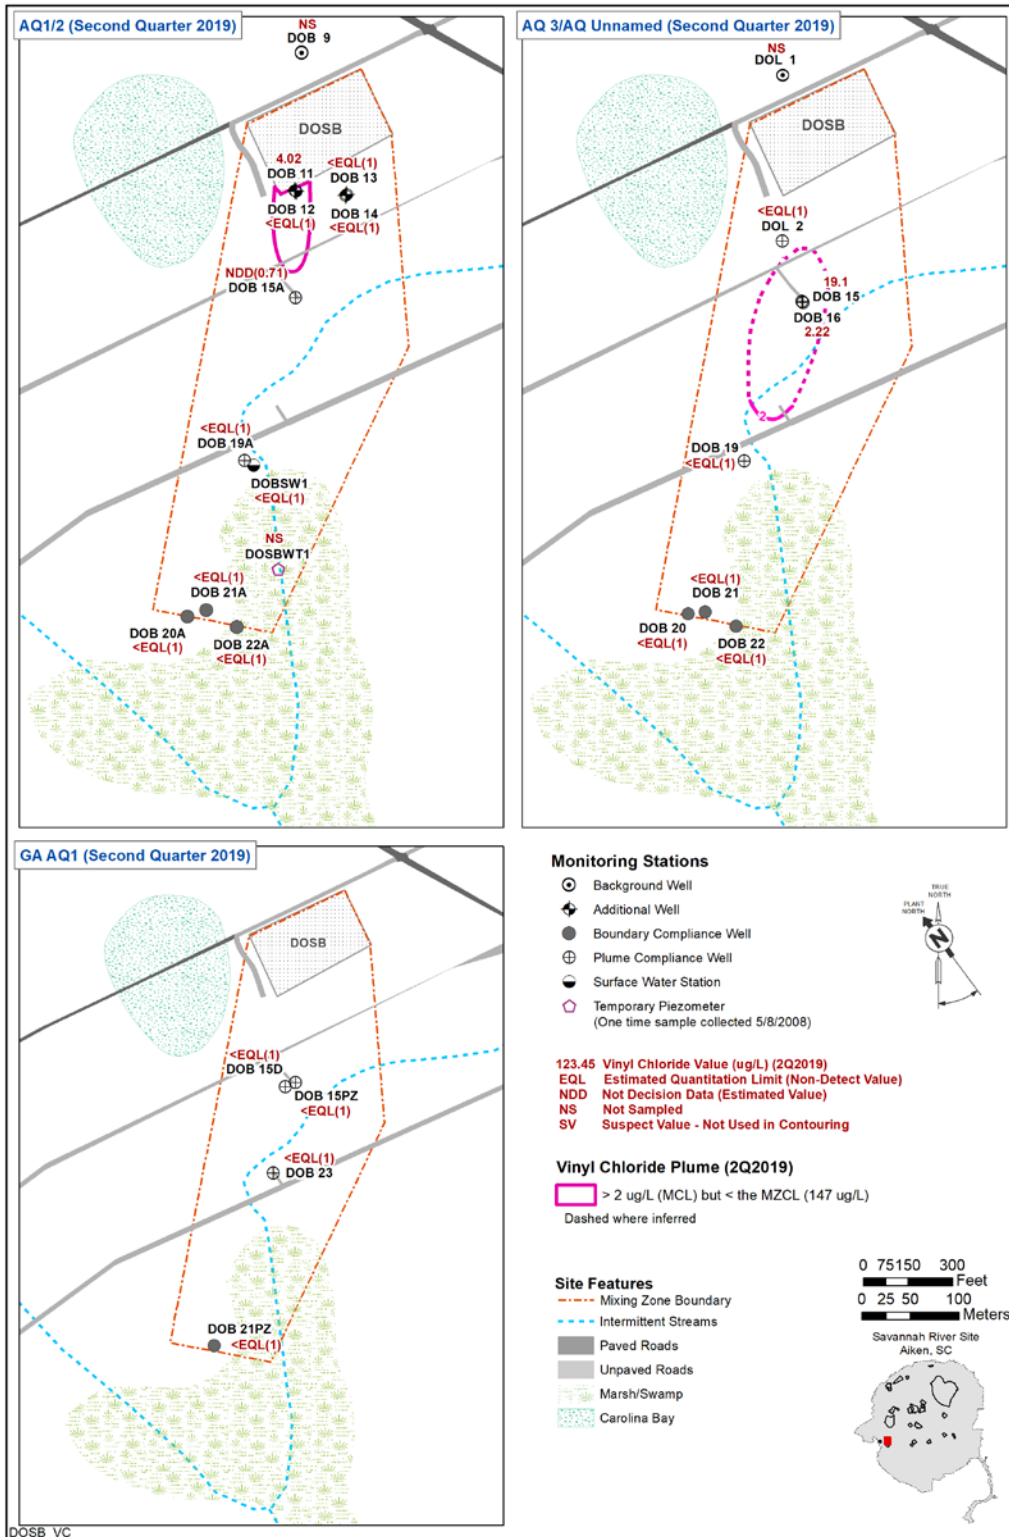 AQ1/2 (Second Quarter 2019)
NS
DOB 9
DOSB
4.02
DOB 11
<EQL(1)
DOB 13
DOB 12
<EQL(1)
DOB 14
<EQL(1)
NDD(0.71)
DOB 15A
<EQL(1)
DOB 19A
DOBSW1
<EQL(1)
NS
DOSBWT1
<EQL(1)
DOB 21A
DOB 20A
<EQL(1)
DOB 22A
<EQL(1)
AQ 3/AQ Unnamed (Second Quarter 2019)
NS
DOL 1
DOSB
<EQL(1)
DOL 2
19.1
DOB 15
DOB 16
2.22
2
DOB 19
<EQL(1)
<EQL(1)
DOB 21
DOB 20
<EQL(1)
DOB 22
<EQL(1)
GA AQ1 (Second Quarter 2019)
DOSB
<EQL(1)
DOB 15D
DOB 15PZ
<EQL(1)
<EQL(1)
DOB 23
DOB 21PZ
<EQL(1)
Monitoring Stations
Background Well
Additional Well
Boundary Compliance Well
Plume Compliance Well
Surface Water Station
Temporary Piezometer
(One time sample collected 5/8/2008)
TRUE
NORTH
PLANT
NORTH
N
123.45 Vinyl Chloride Value (ug/L) (2Q2019)
EQL Estimated Quantitation Limit (Non-Detect Value)
NDD Not Decision Data (Estimated Value)
NS Not Sampled
SV Suspect Value - Not Used in Contouring
Vinyl Chloride Plume (2Q2019)
> 2 ug/L (MCL) but < the MZCL (147 ug/L)
Dashed where inferred
0 75 150 300
Feet
0 25 50 100
Meters
Site Features
Mixing Zone Boundary
Intermittent Streams
Paved Roads
Unpaved Roads
Marsh/Swamp
Carolina Bay
Savannah River Site
Aiken, SC
DOSB_VC